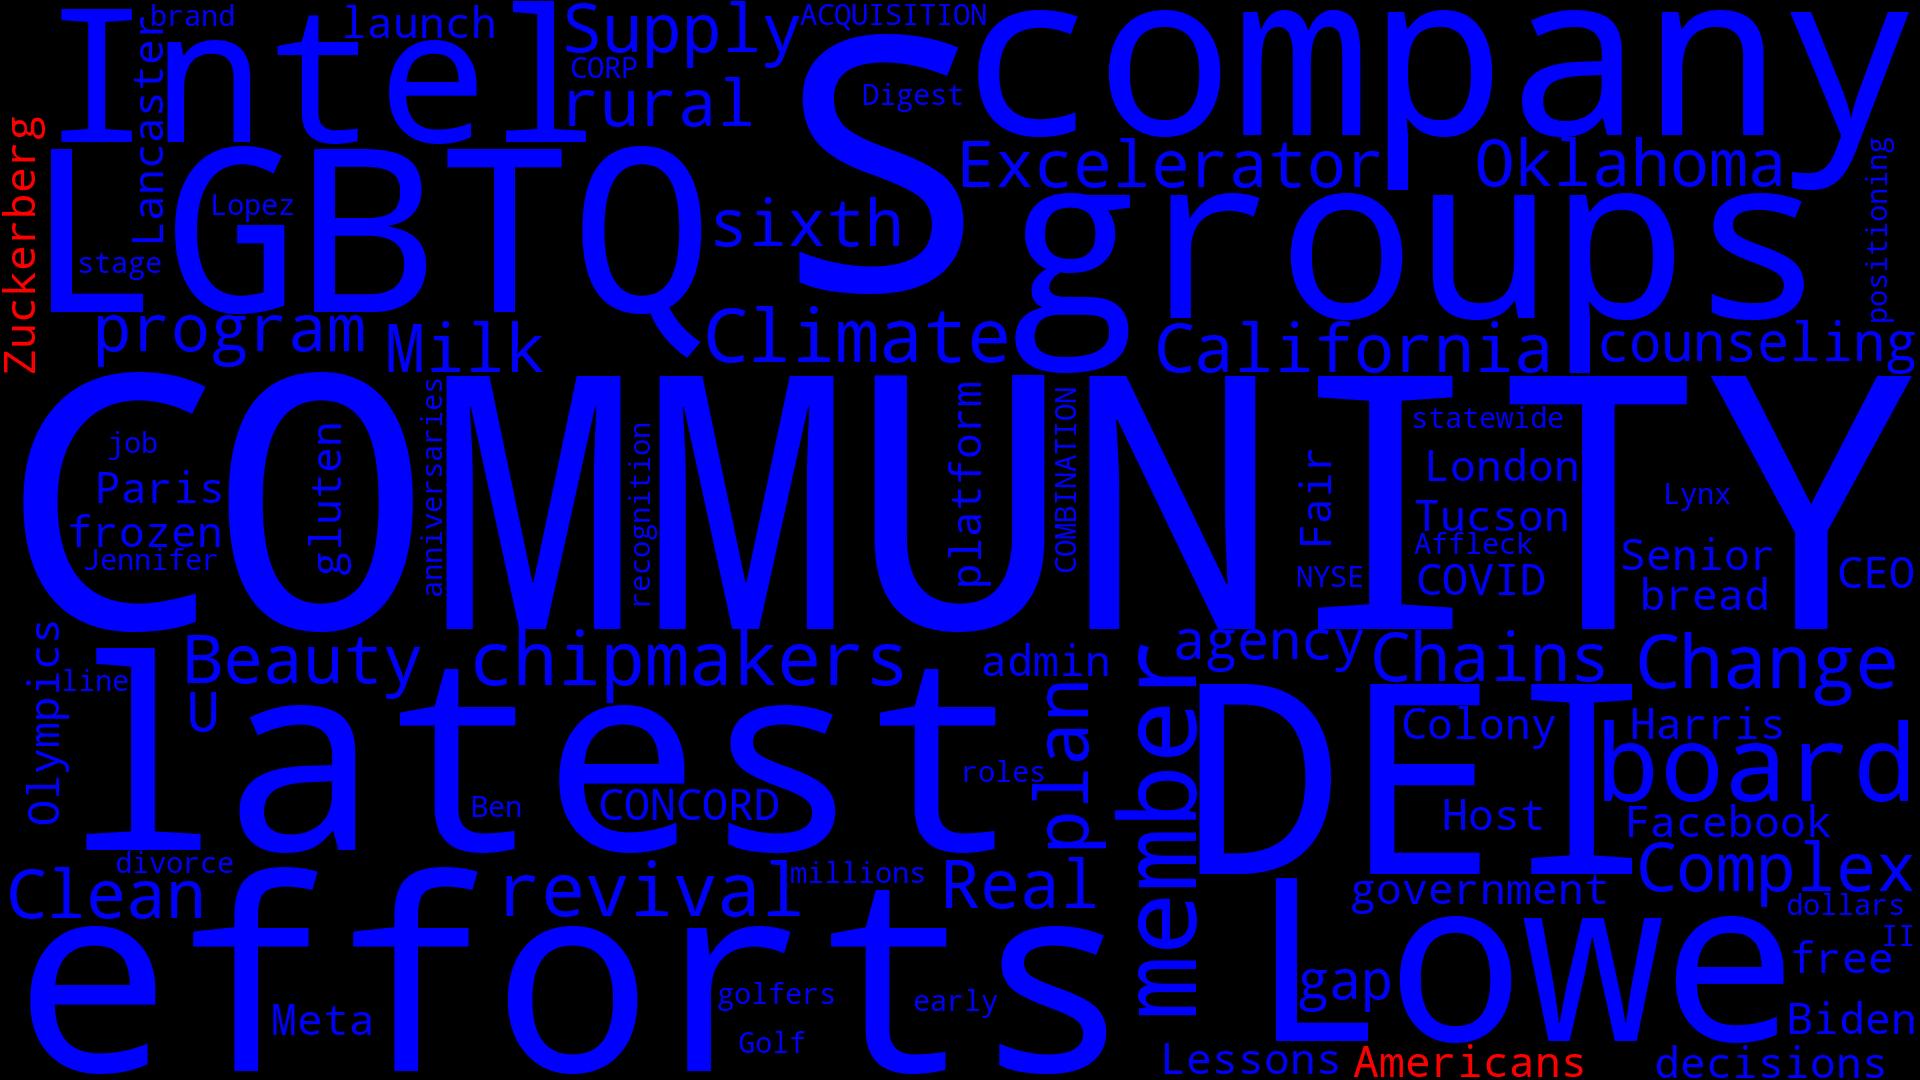 brand
launch
Supply
ACQUISITION
company
Intel
CORP
rural
S
Digest
Lancaster
Zuckerberg
LGBTQ
Lopez
stage
sixth
Excelerator
Oklahoma
positioning
groups
program
Milk
Climate
California
counseling
COMMUNITY
job
Paris
frozen
Jennifer
gluten
anniversaries
recognition
platform
COMBINATION
Fair
NYSE
statewide
London
Tucson
Affleck
COVID
Lynx
Senior
bread
CEO
Olympics
line
Beauty
chipmakers
admin
agency
Chains
Change
U
latest
Ben
CONCORD
roles
plan
member
DEI
Colony
Harris
board
Host
Facebook
Complex
divorce
Clean
revival
millions
Real
government
dollars
efforts
Meta
golfers
Golf
early
Lowe
gap
II
free
Biden
Lessons
Americans
decisions